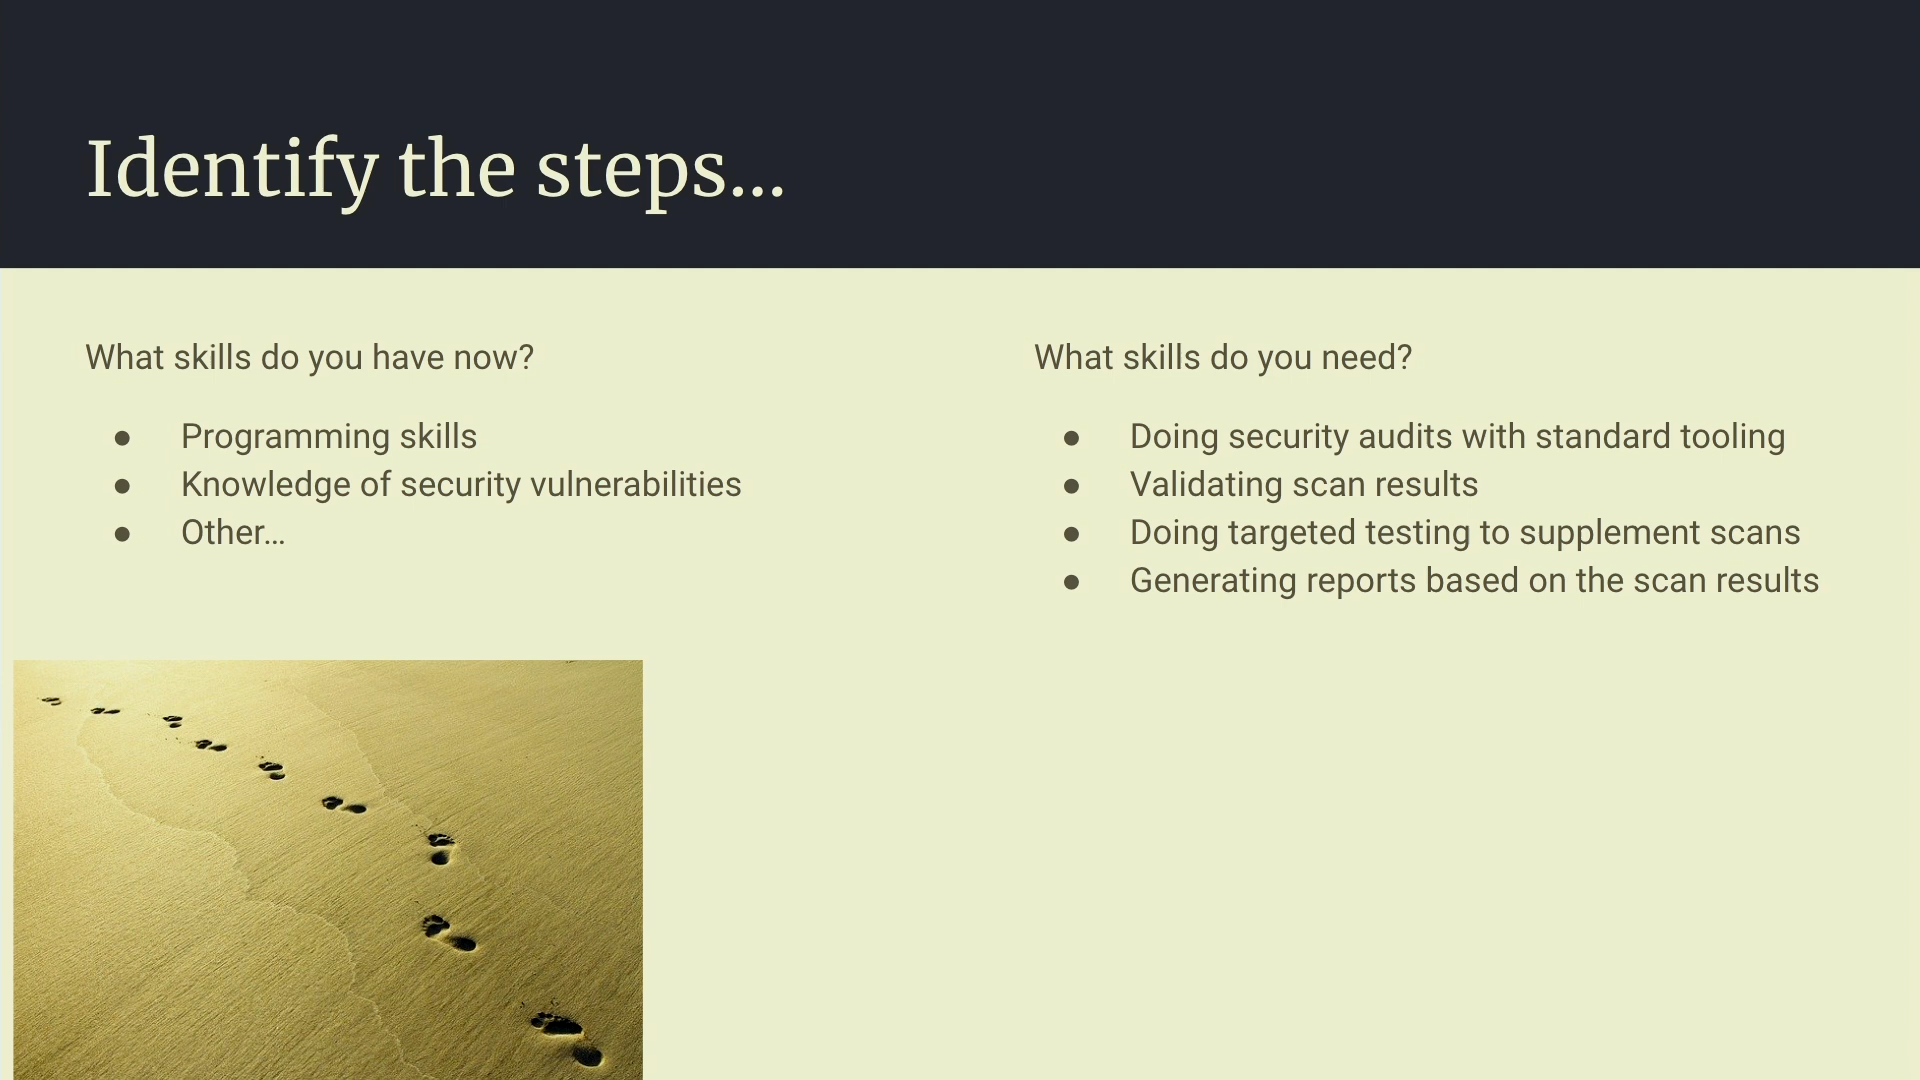 Identify the steps...
What skills do you have now?
● Programming skills
● Knowledge of security vulnerabilities
● Other...
What skills do you need?
● Doing security audits with standard tooling
● Validating scan results
● Doing targeted testing to supplement scans
● Generating reports based on the scan results